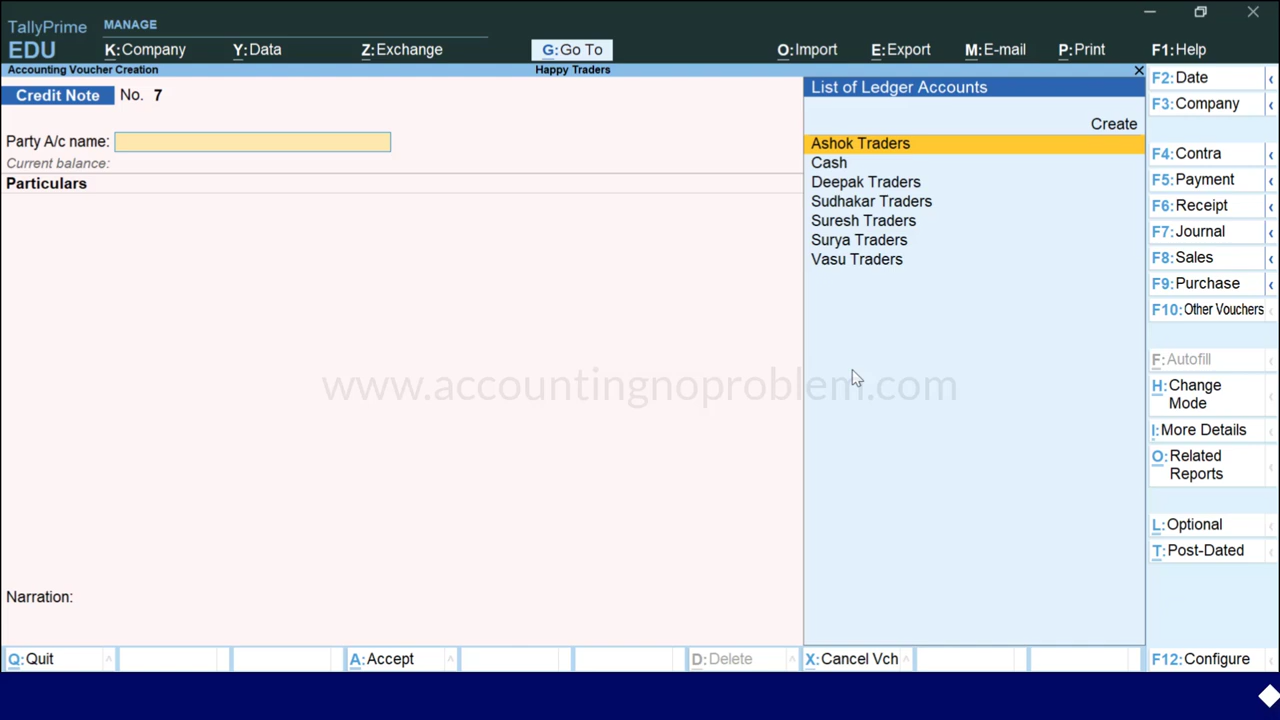 TallyPrime MANAGE
EDU K:Company Y:Data Z:Exchange G:Go To O:Import E:Export M:E-mail P:Print F1:Help
Accounting Voucher Creation Happy Traders
Credit Note No. 7
Party A/c name:
Current balance:
Particulars
Narration:
List of Ledger Accounts
Create
Ashok Traders
Cash
Deepak Traders
Sudhakar Traders
Suresh Traders
Surya Traders
Vasu Traders
www.accountingnoproblem.com
F2:Date
F3:Company
F4:Contra
F5:Payment
F6:Receipt
F7:Journal
F8:Sales
F9:Purchase
F10:Other Vouchers
F:Autofill
H:Change
Mode
I:More Details
O:Related
Reports
L:Optional
T:Post-Dated
Q:Quit A:Accept D:Delete X:Cancel Vch F12:Configure